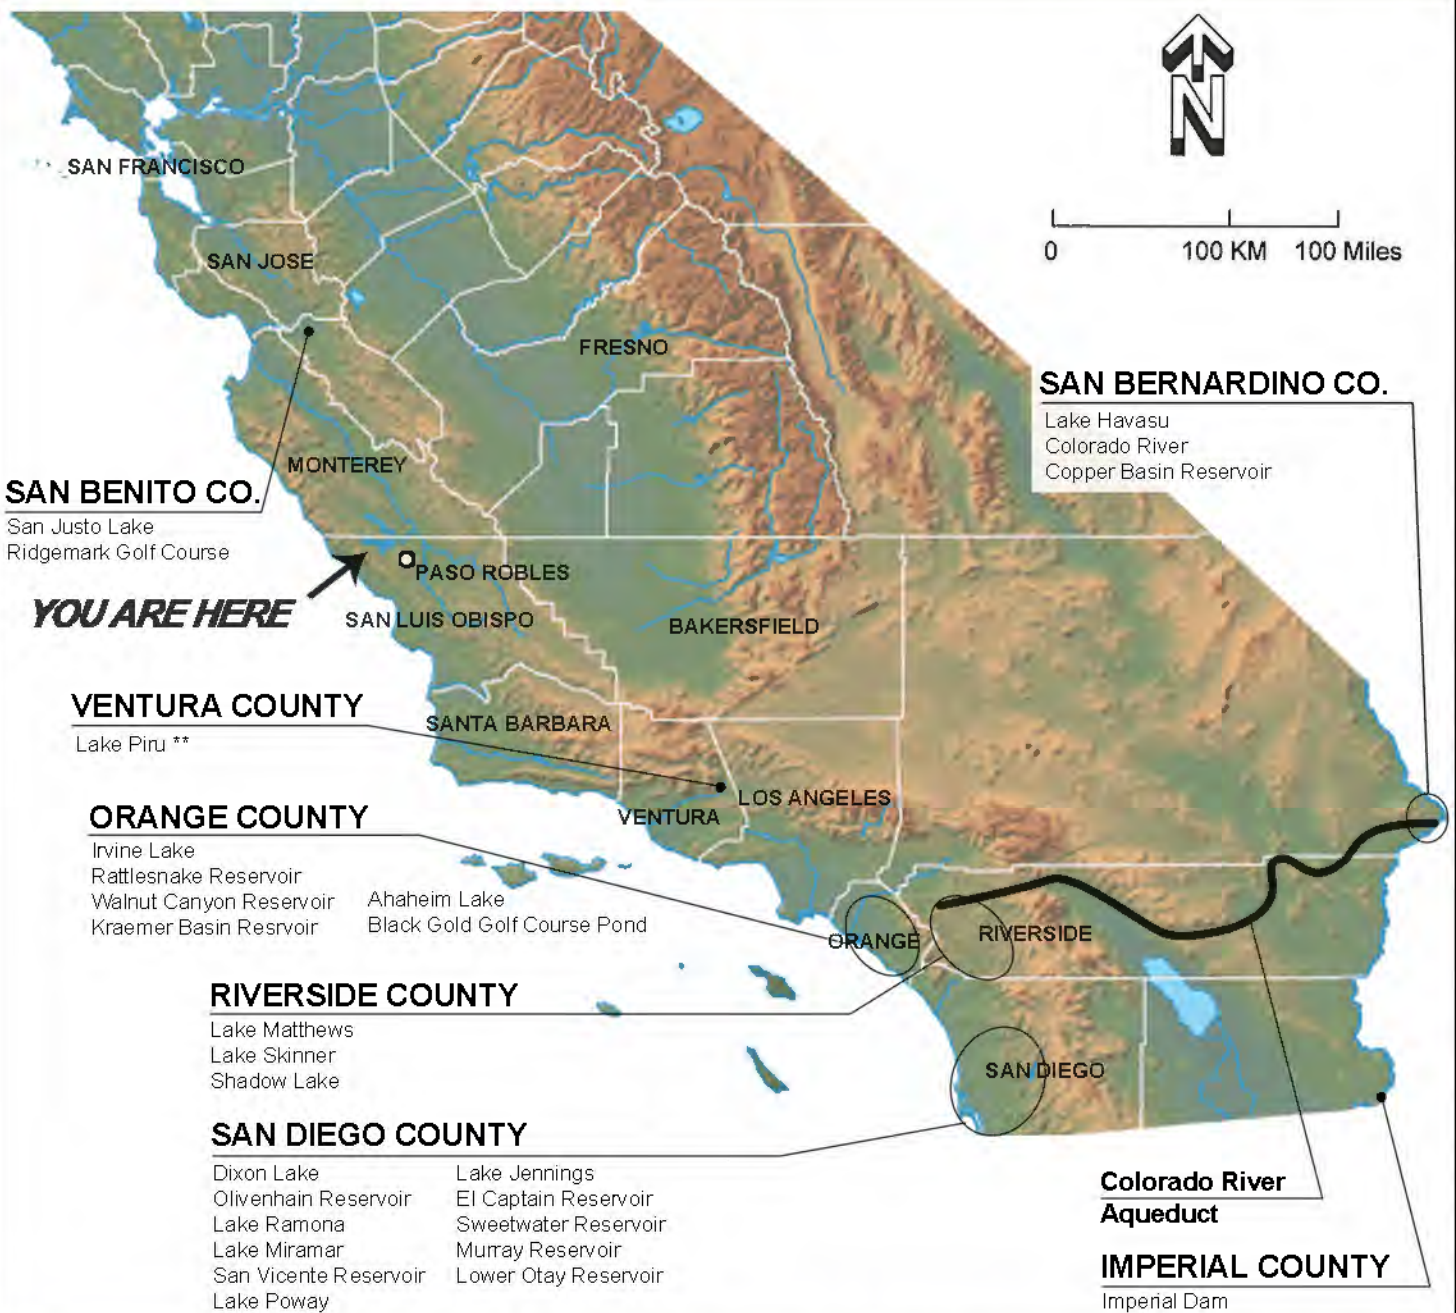 N
0 100 KM 100 Miles
SAN FRANCISCO
SAN JOSE
FRESNO
MONTEREY
PASO ROBLES
YOU ARE HERE
SAN LUIS OBISPO
BAKERSFIELD
SANTA BARBARA
VENTURA
LOS ANGELES
ORANGE
RIVERSIDE
SAN DIEGO
SAN BERNARDINO CO.
Lake Havasu
Colorado River
Copper Basin Reservoir
SAN BENITO CO.
San Justo Lake
Ridgemark Golf Course
VENTURA COUNTY
Lake Piru **
ORANGE COUNTY
Irvine Lake
Rattlesnake Reservoir
Walnut Canyon Reservoir
Kraemer Basin Resrvoir
Ahaheim Lake
Black Gold Golf Course Pond
RIVERSIDE COUNTY
Lake Matthews
Lake Skinner
Shadow Lake
SAN DIEGO COUNTY
Dixon Lake
Olivenhain Reservoir
Lake Ramona
Lake Miramar
San Vicente Reservoir
Lake Poway
Lake Jennings
El Captain Reservoir
Sweetwater Reservoir
Murray Reservoir
Lower Otay Reservoir
Colorado River
Aqueduct
IMPERIAL COUNTY
Imperial Dam